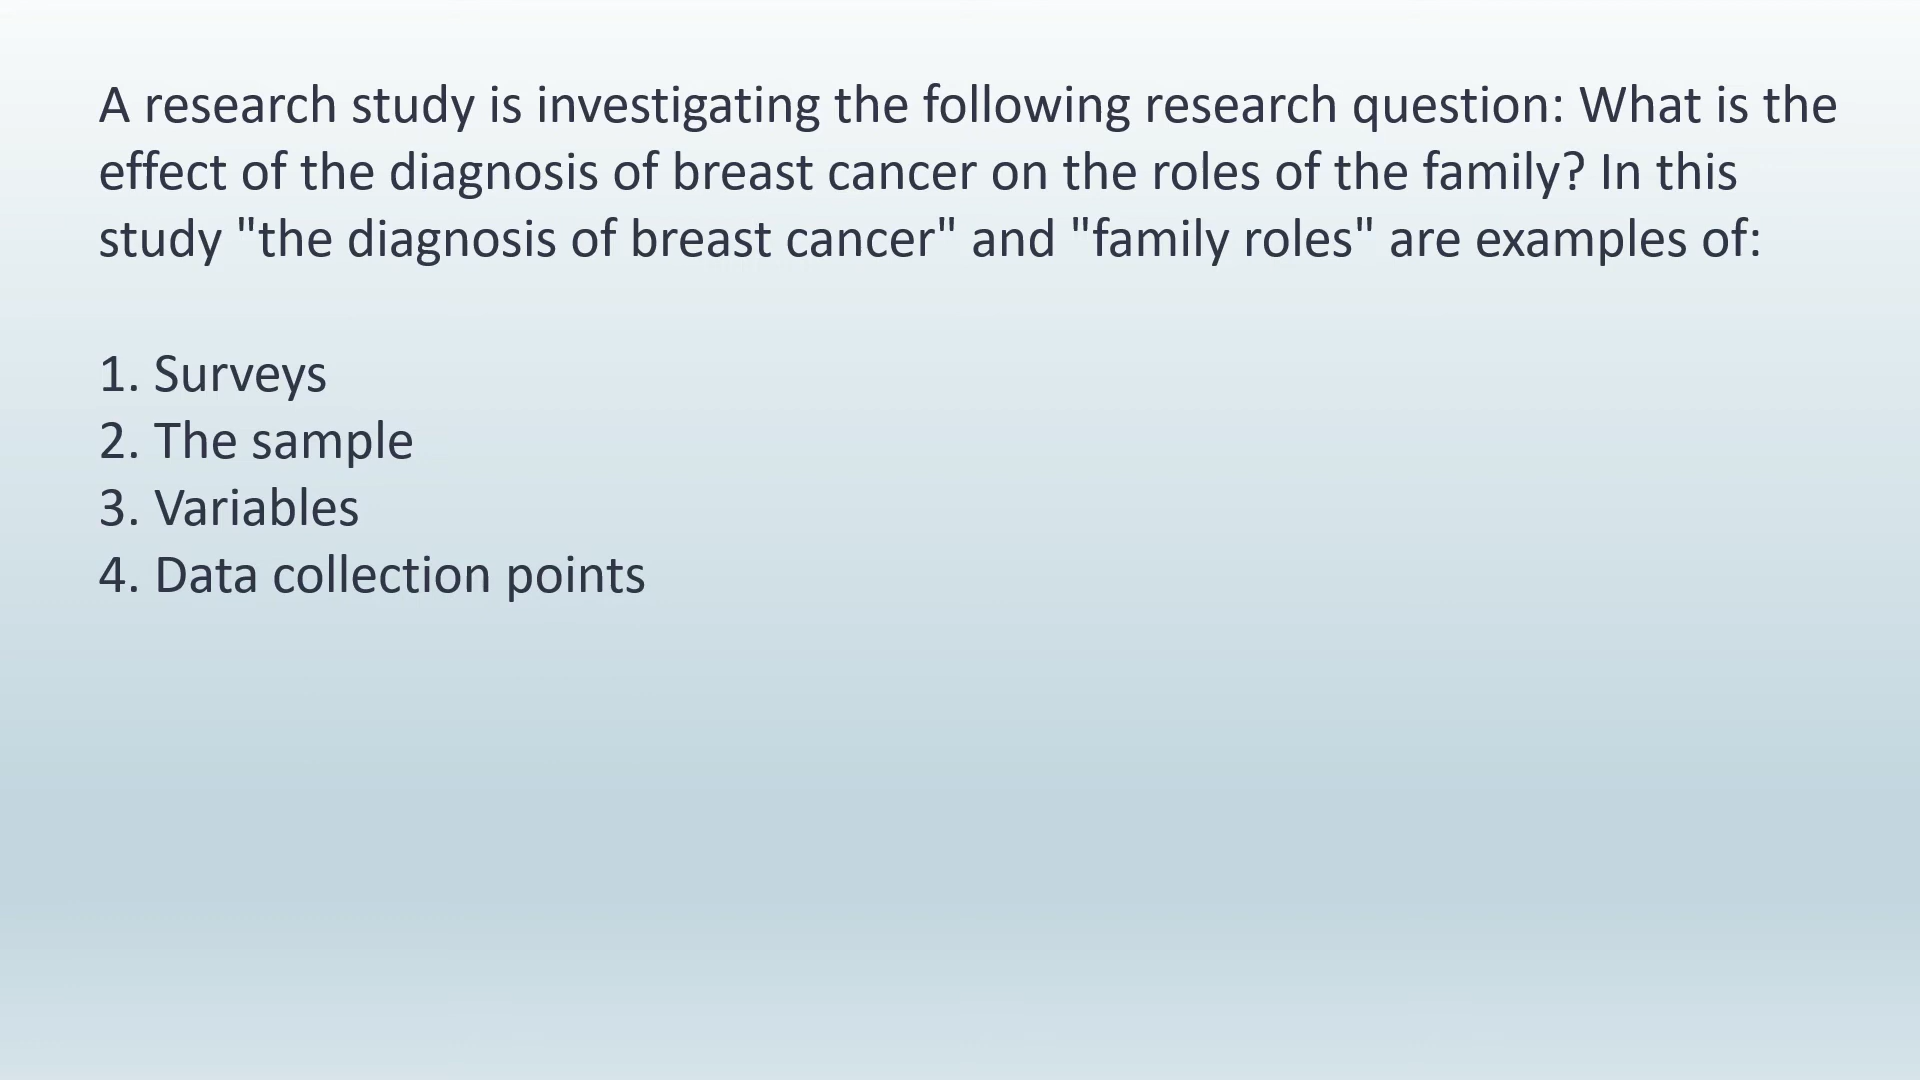 A research study is investigating the following research question: What is the
effect of the diagnosis of breast cancer on the roles of the family? In this
study "the diagnosis of breast cancer" and "family roles" are examples of:
1. Surveys
2. The sample
3. Variables
4. Data collection points